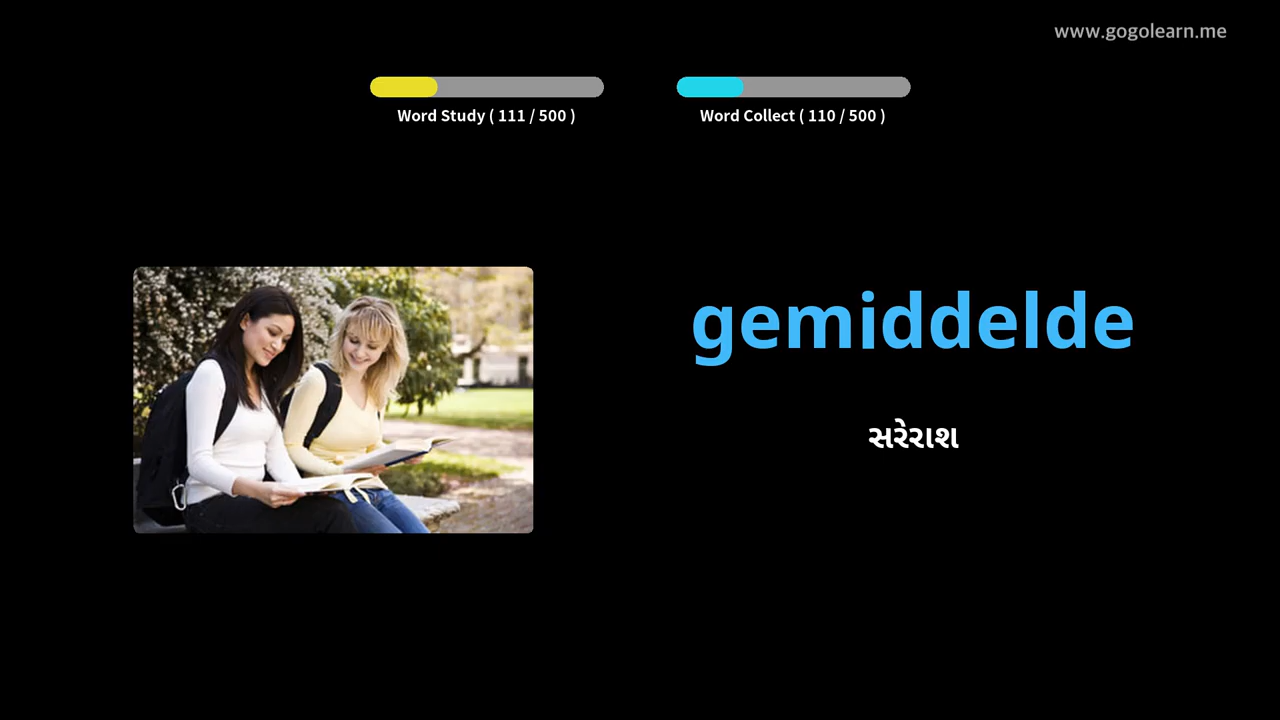 www.gogolearn.me
Word Study ( 111 / 500 )
Word Collect ( 110 / 500 )
gemiddelde
સરેરાશ